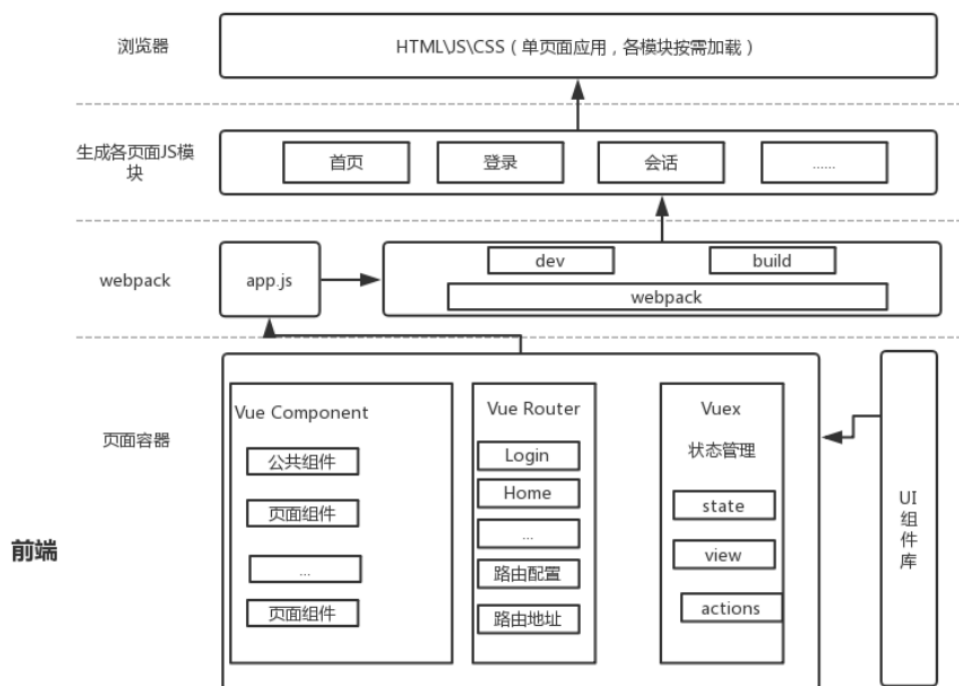 浏览器
HTML\JS\CSS（单页面应用，各模块按需加载）
生成各页面JS模
块
首页
登录
会话
......
webpack
app.js
dev
build
webpack
页面容器
前端
Vue Component
公共组件
页面组件
...
页面组件
Vue Router
Login
Home
...
路由配置
路由地址
Vuex
状态管理
state
view
actions
UI
组
件
库